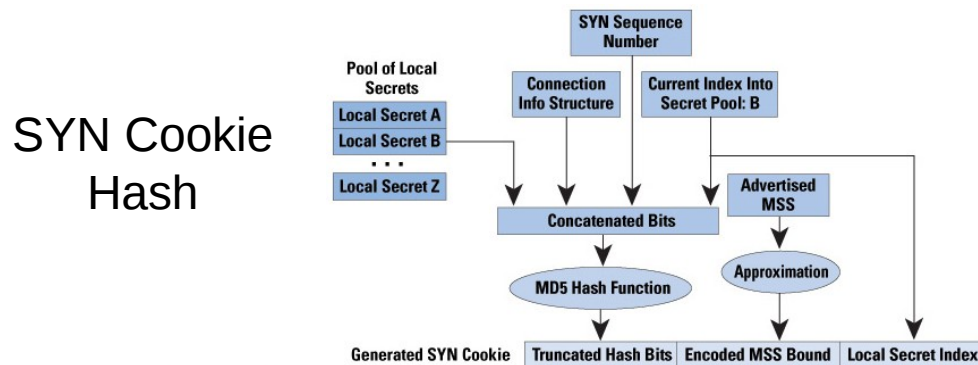 SYN Cookie
Hash
Pool of Local
Secrets
Local Secret A
Local Secret B
. . .
Local Secret Z
SYN Sequence
Number
Connection
Info Structure
Current Index Into
Secret Pool: B
Concatenated Bits
Advertised
MSS
MD5 Hash Function
Approximation
Generated SYN Cookie
Truncated Hash Bits
Encoded MSS Bound
Local Secret Index